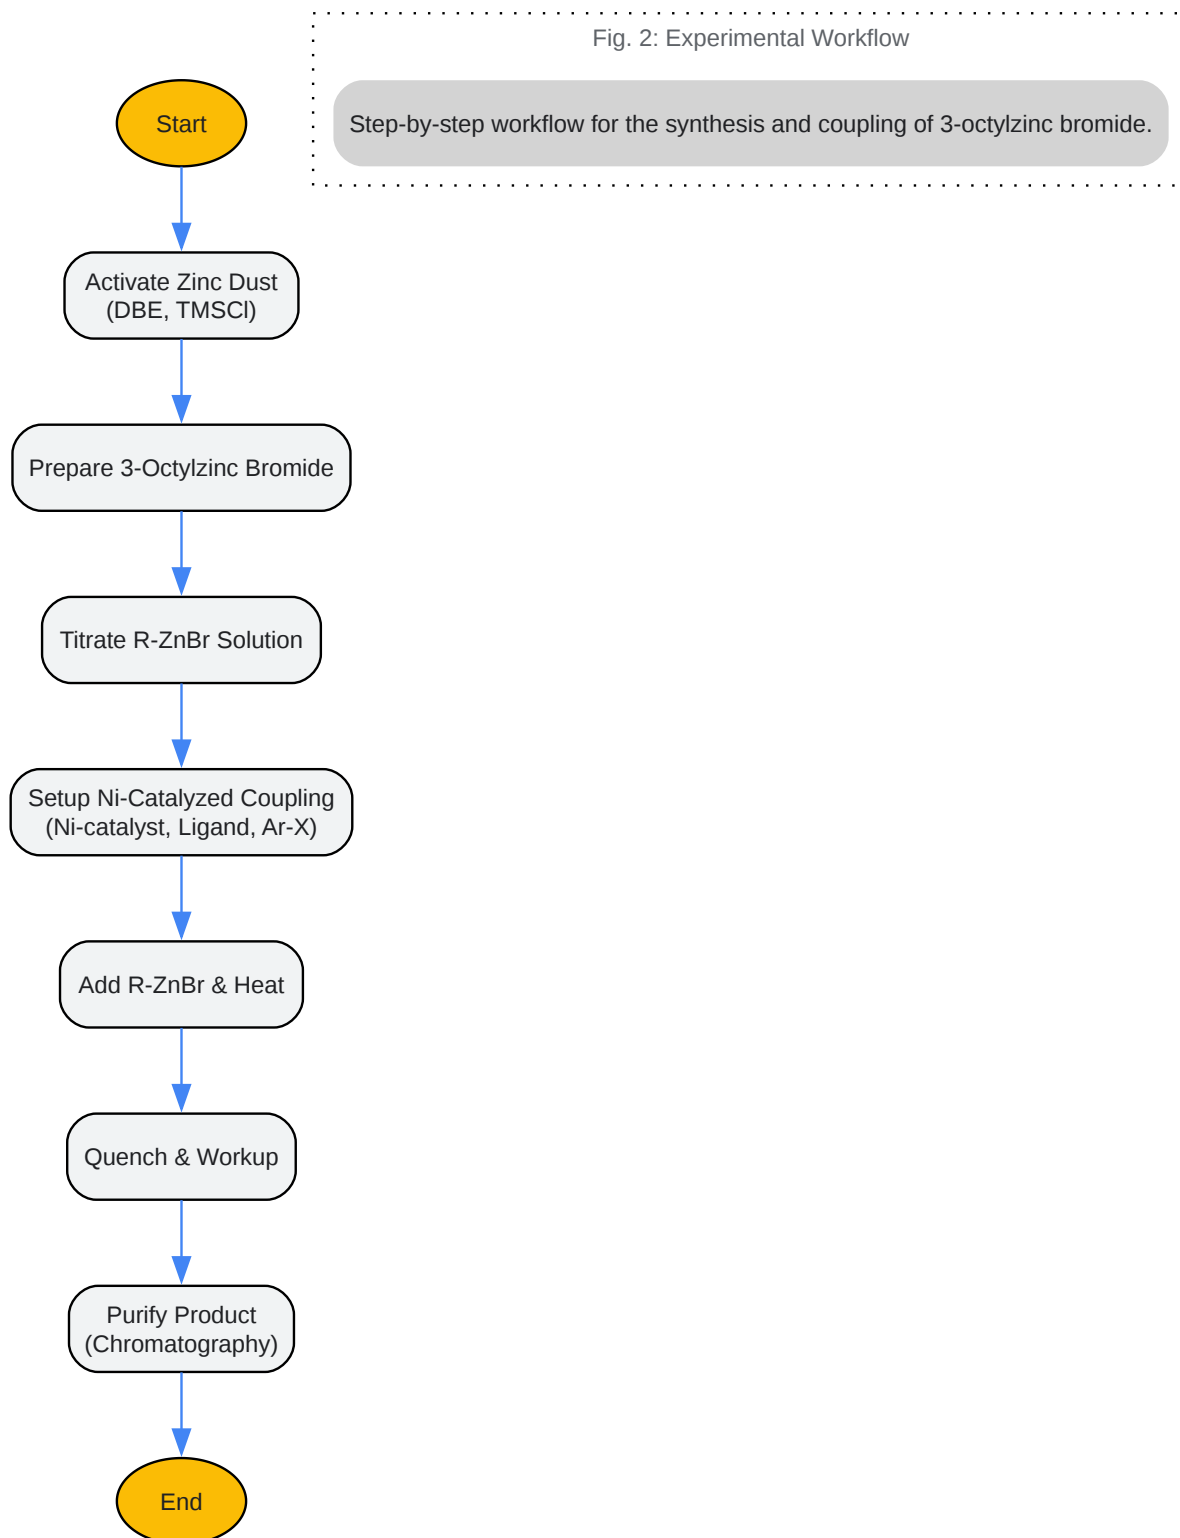 Fig. 2: Experimental Workflow
Step-by-step workflow for the synthesis and coupling of 3-octylzinc bromide.
Start
Activate Zinc Dust
(DBE, TMSCl)
Prepare 3-Octylzinc Bromide
Titrate R-ZnBr Solution
Setup Ni-Catalyzed Coupling
(Ni-catalyst, Ligand, Ar-X)
Add R-ZnBr & Heat
Quench & Workup
Purify Product
(Chromatography)
End